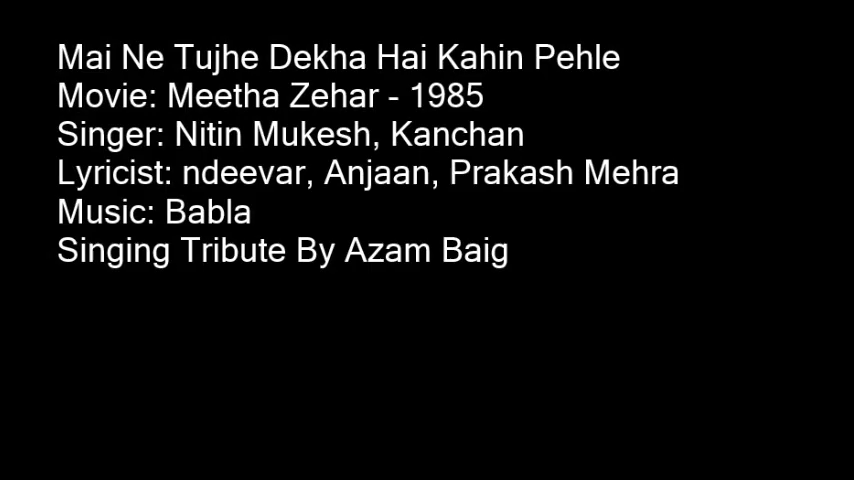 Mai Ne Tujhe Dekha Hai Kahin Pehle
Movie: Meetha Zehar - 1985
Singer: Nitin Mukesh, Kanchan
Lyricist: ndeevar, Anjaan, Prakash Mehra
Music: Babla
Singing Tribute By Azam Baig